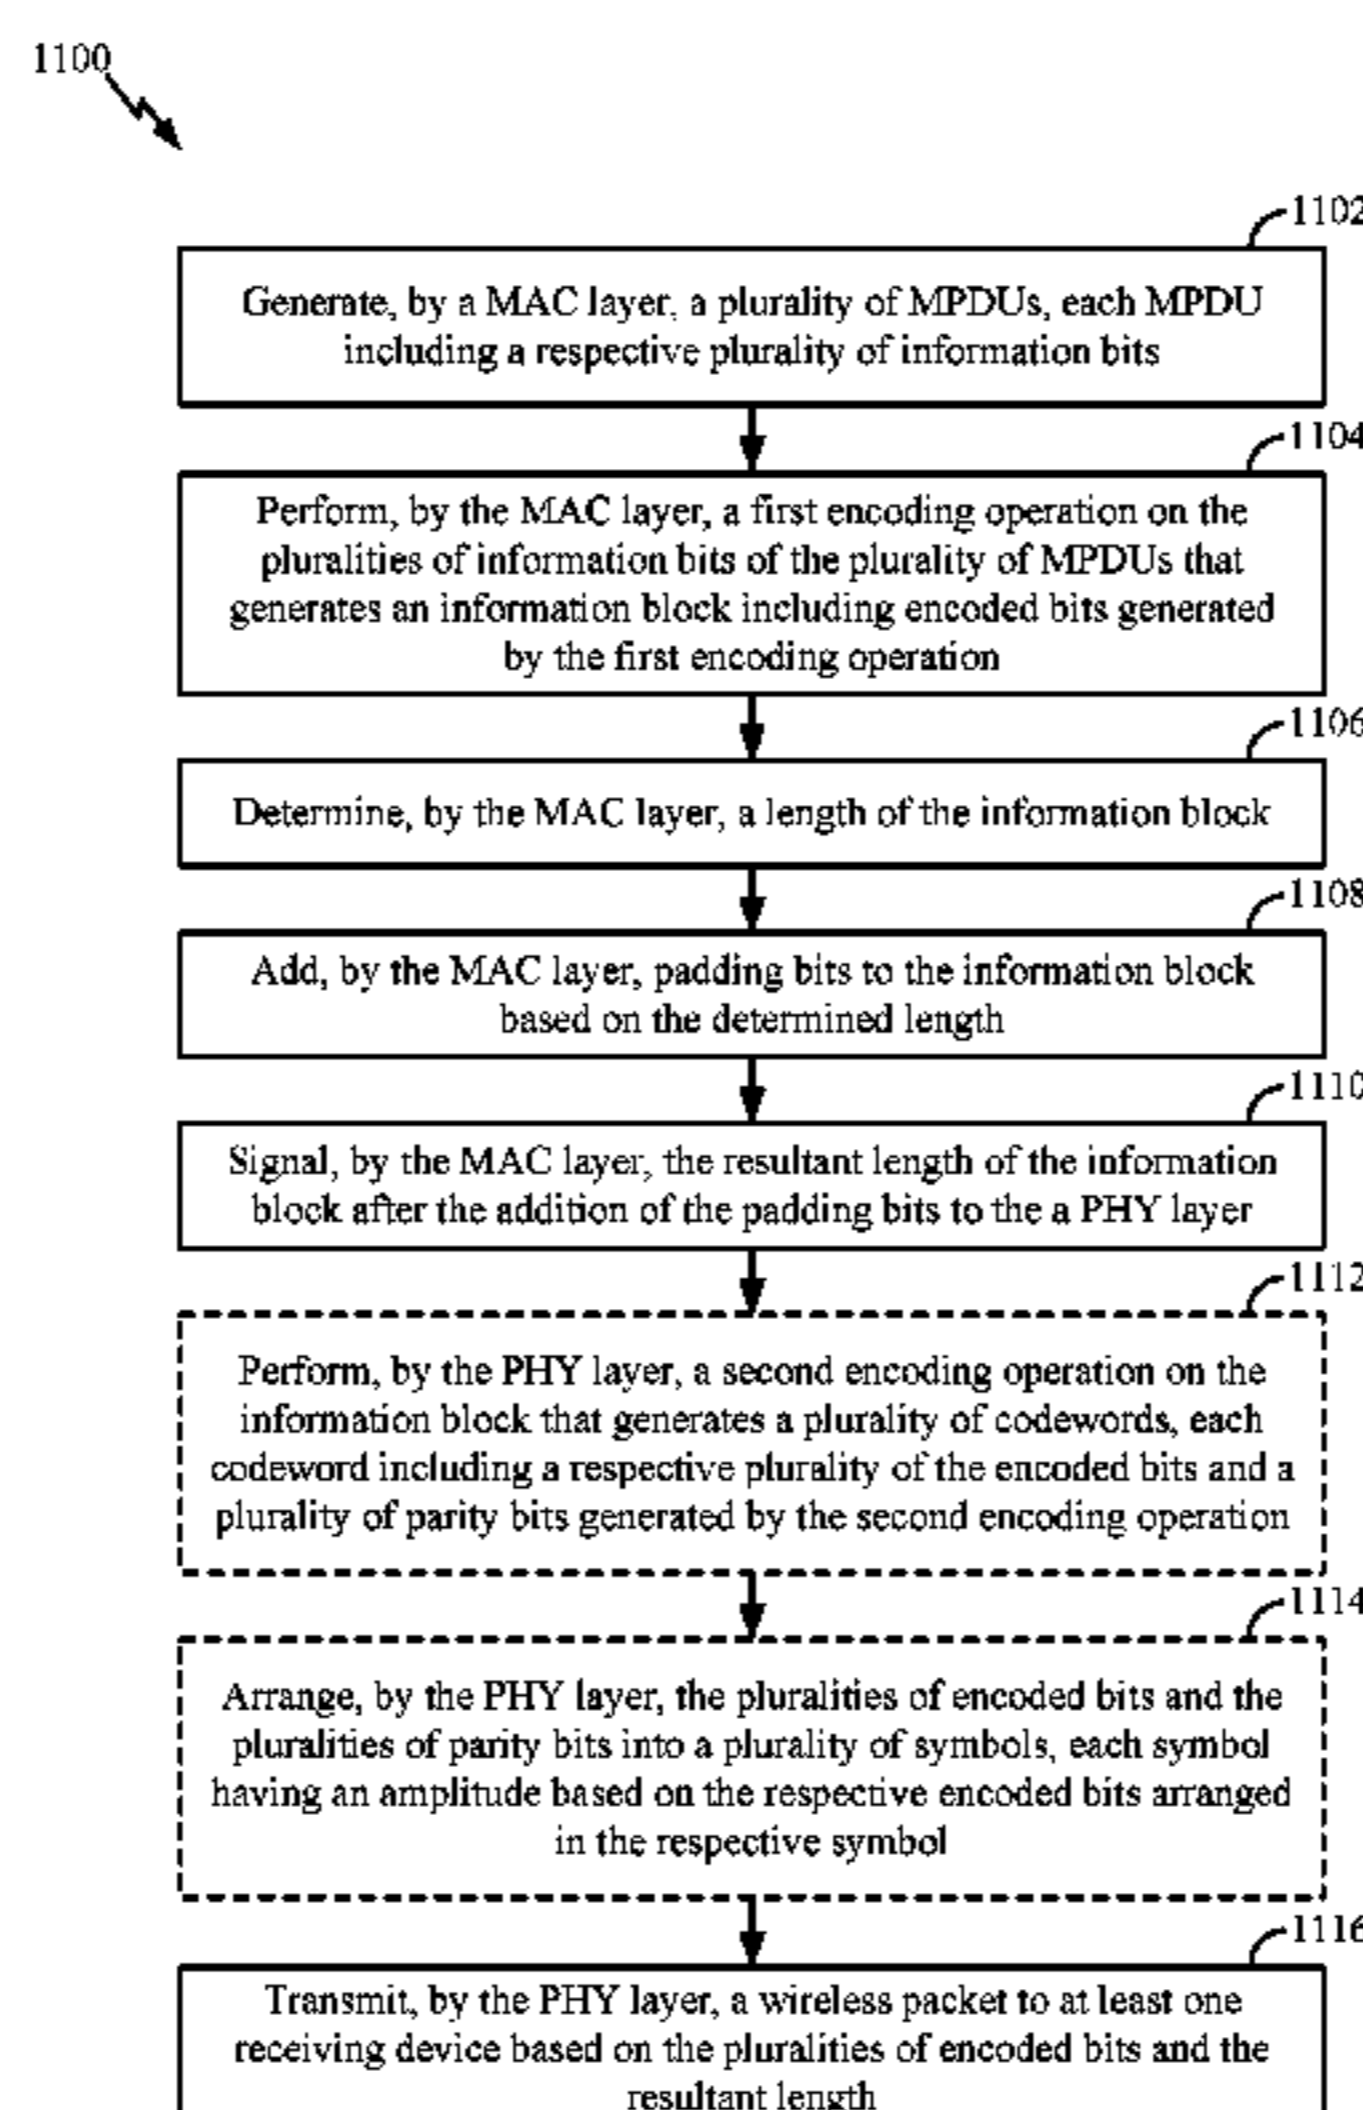 1100
1102
Generate, by a MAC layer, a plurality of MPDUs, each MPDU
including a respective plurality of information bits
1104
Perform, by the MAC layer, a first encoding operation on the
pluralities of information bits of the plurality of MPDUs that
generates an information block including encoded bits generated
by the first encoding operation
1106
Determine, by the MAC layer, a length of the information block
1108
Add, by the MAC layer, padding bits to the information block
based on the determined length
1110
Signal, by the MAC layer, the resultant length of the information
block after the addition of the padding bits to the a PHY layer
1112
Perform, by the PHY layer, a second encoding operation on the
information block that generates a plurality of codewords, each
codeword including a respective plurality of the encoded bits and a
plurality of parity bits generated by the second encoding operation
1114
Arrange, by the PHY layer, the pluralities of encoded bits and the
pluralities of parity bits into a plurality of symbols, each symbol
having an amplitude based on the respective encoded bits arranged
in the respective symbol
1116
Transmit, by the PHY layer, a wireless packet to at least one
receiving device based on the pluralities of encoded bits and the
resultant length